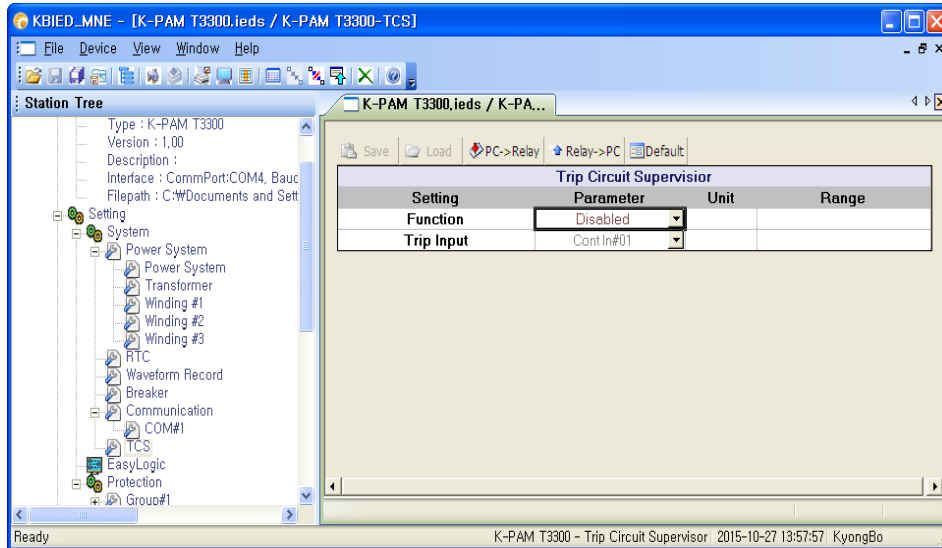 KBIED_MNE - [K-PAM T3300.ieds / K-PAM T3300-TCS]
File Device View Window Help
Station Tree
K-PAM T3300.ieds / K-PA...
Type : K-PAM T3300
Version : 1,00
Description :
Interface : CommPort:COM4, Bauc
Filepath : C:₩Documents and Sett
Setting
System
Power System
Power System
Transformer
Winding #1
Winding #2
Winding #3
RTC
Waveform Record
Breaker
Communication
COM#1
TCS
EasyLogic
Protection
Group#1
Save Load PC->Relay Relay->PC Default
Trip Circuit Supervisior
Setting Parameter Unit Range
Function Disabled
Trip Input Cont In#01
Ready K-PAM T3300 - Trip Circuit Supervisor 2015-10-27 13:57:57 KyongBo